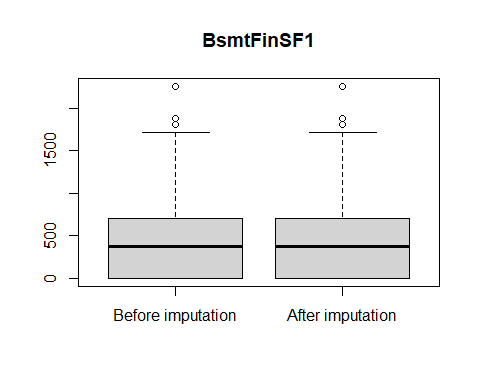 BsmtFinSF1
1500
500
0
Before imputation
After imputation